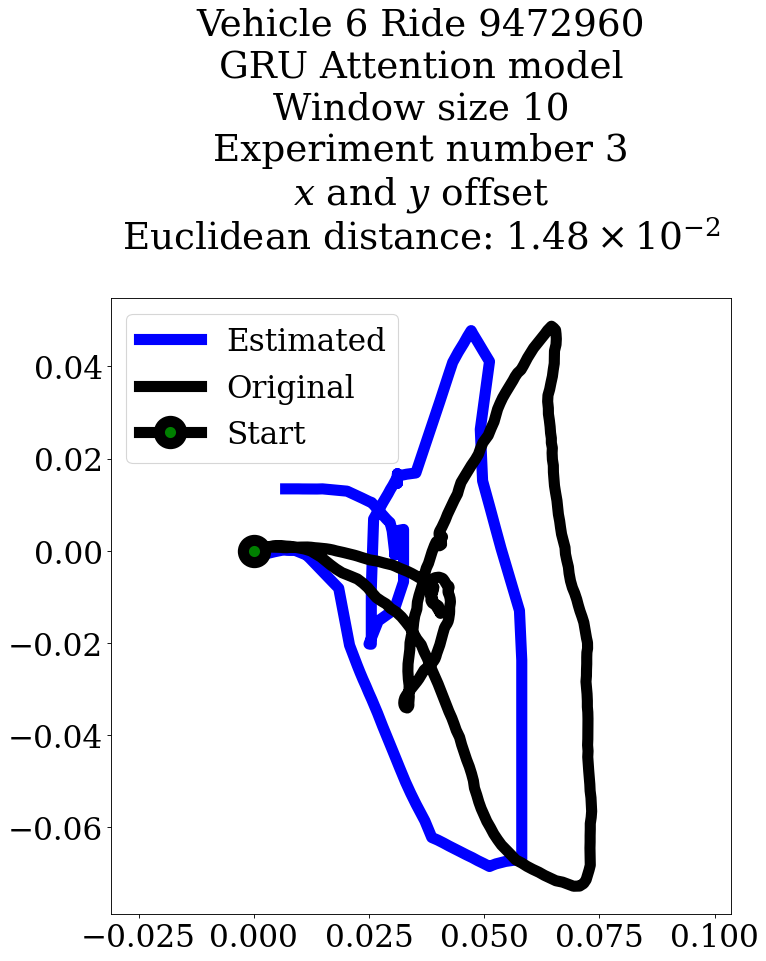 Vehicle 6 Ride 9472960
GRU Attention model
Window size 10
Experiment number 3
x and y offset
Euclidean distance: 1.48 × 10⁻²
Estimated
Original
Start
0.04
0.02
0.00
−0.02
−0.04
−0.06
−0.025 0.000 0.025 0.050 0.075 0.100